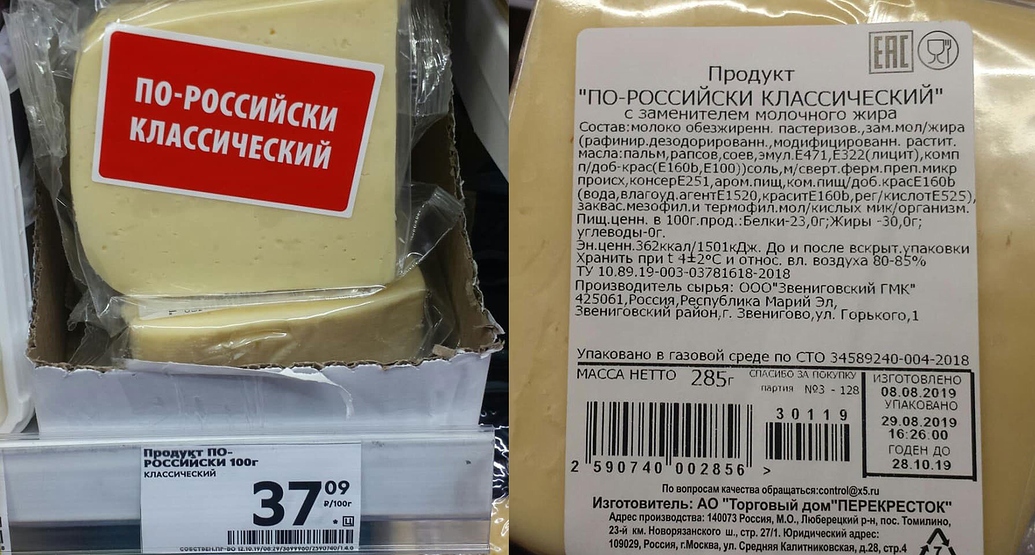 ПО-РОССИЙСКИ
КЛАССИЧЕСКИЙ
Продукт ПО-
РОССИЙСКИ 100г
КЛАССИЧЕСКИЙ
37 09
₽/100г
* Ц
EAC
Продукт
"ПО-РОССИЙСКИ КЛАССИЧЕСКИЙ"
с заменителем молочного жира
Состав:молоко обезжиренн. пастеризов.,зам.мол/жира
(рафинир.дезодорированн.,модифицированн. растит.
масла:пальм,рапсов,соев,эмул.Е471,Е322(лицит),комп
п/доб-крас(Е160b,Е100))соль,м/сверт.ферм.преп.микр
происх,консерЕ251,аром.пищ,ком.пищ/доб.красЕ160b
(вода,влагоуд.агентЕ1520,краситЕ160b,рег/кислотЕ525),
заквас.мезофил.и термофил.мол/кислых мик/организм.
Пищ.ценн. в 100г.прод.:Белки-23,0г;Жиры -30,0г;
углеводы-0г.
Эн.ценн.362ккал/1501кДж. До и после вскрыт.упаковки
Хранить при t 4±2°С и относ. вл. воздуха 80-85%
ТУ 10.89.19-003-03781618-2018
Производитель сырья: ООО"Звениговский ГМК"
425061,Россия,Республика Марий Эл,
Звениговский район,г. Звенигово,ул. Горького,1
Упаковано в газовой среде по СТО 34589240-004-2018
МАССА НЕТТО 285г
СПАСИБО ЗА ПОКУПКУ
партия №3 - 128
ИЗГОТОВЛЕНО
08.08.2019
УПАКОВАНО
29.08.2019
16:26.00
ГОДЕН ДО
28.10.19
30119
2 590740 002856 >
По вопросам качества обращаться:control@x5.ru
Изготовитель: АО "Торговый дом"ПЕРЕКРЕСТОК"
Адрес производства: 140073 Россия, М.О., Люберецкий р-н, пос. Томилино,
23-й км. Новорязанского ш., стр. 27/1. Юридический адрес:
109029, Россия, г.Москва, ул. Средняя Калитниковская, д.28, стр.4